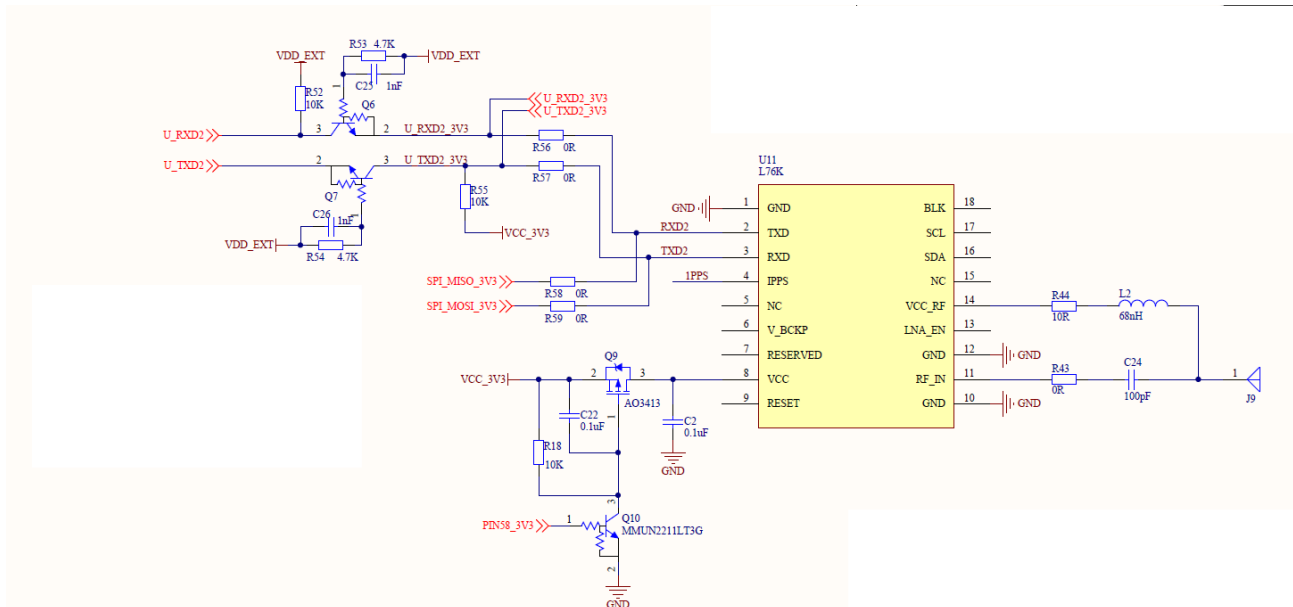 R53 4.7K
VDD_EXT
VDD_EXT
C25 1nF
1
R52
10K
Q6
U_RXD2_3V3
U_TXD2_3V3
U_RXD2
3
2
U_RXD2_3V3
R56 0R
U_TXD2
2
3
U_TXD2_3V3
R57 0R
Q7
R55
10K
C26
1nF
1
VDD_EXT
R54 4.7K
VCC_3V3
RXD2
TXD2
1PPS
SPI_MISO_3V3
R58 0R
SPI_MOSI_3V3
R59 0R
U11
L76K
GND
1 GND
2 TXD
3 RXD
4 IPPS
5 NC
6 V_BCKP
7 RESERVED
8 VCC
9 RESET
BLK 18
SCL 17
SDA 16
NC 15
VCC_RF 14
LNA_EN 13
GND 12
RF_IN 11
GND 10
R44
10R
L2
68nH
GND
R43
0R
C24
100pF
GND
1
J9
Q9
VCC_3V3
2
3
AO3413
1
C22
0.1uF
C2
0.1uF
GND
R18
10K
3
PIN58_3V3
1
Q10
MMUN2211LT3G
2
GND